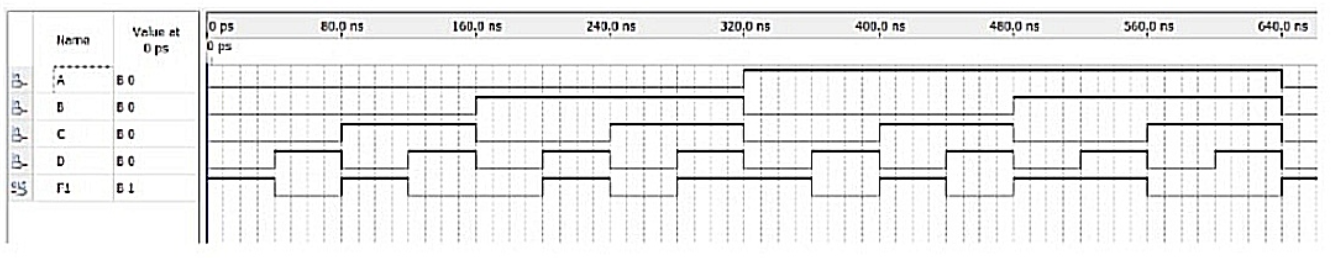 Name Value at 0 ps 0 ps 80.0 ns 160.0 ns 240.0 ns 320.0 ns 400.0 ns 480.0 ns 560.0 ns 640.0 ns
0 ps
A B 0
B B 0
C B 0
D B 0
F1 B 1